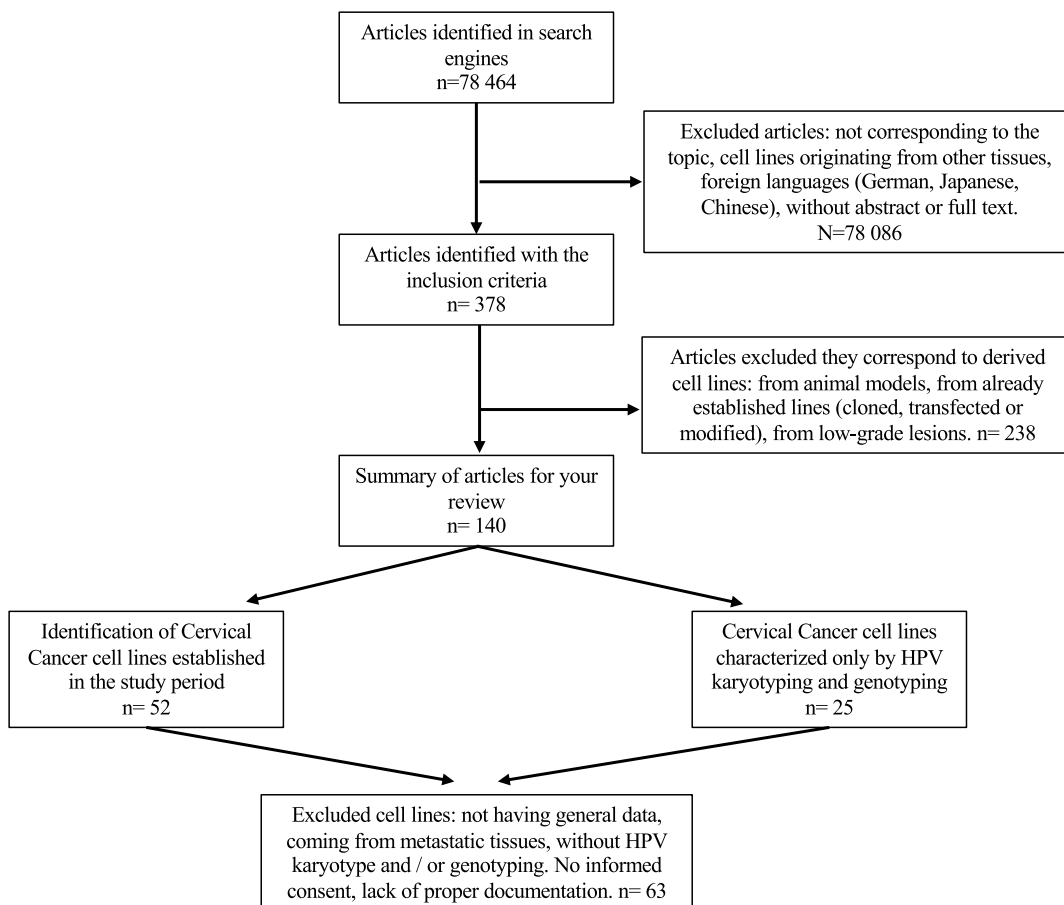 Articles identified in search
engines
n=78 464
Excluded articles: not corresponding to the
topic, cell lines originating from other tissues,
foreign languages (German, Japanese,
Chinese), without abstract or full text.
N=78 086
Articles identified with the
inclusion criteria
n= 378
Articles excluded they correspond to derived
cell lines: from animal models, from already
established lines (cloned, transfected or
modified), from low-grade lesions. n= 238
Summary of articles for your
review
n= 140
Identification of Cervical
Cancer cell lines established
in the study period
n= 52
Cervical Cancer cell lines
characterized only by HPV
karyotyping and genotyping
n= 25
Excluded cell lines: not having general data,
coming from metastatic tissues, without HPV
karyotype and / or genotyping. No informed
consent, lack of proper documentation. n= 63